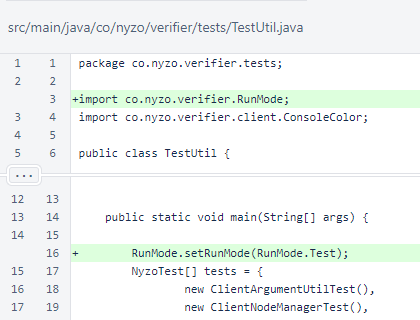 src/main/java/co/nyzo/verifier/tests/TestUtil.java
1 1 package co.nyzo.verifier.tests;
2 2
3 +import co.nyzo.verifier.RunMode;
3 4 import co.nyzo.verifier.client.ConsoleColor;
4 5
5 6 public class TestUtil {
...
12 13
13 14 public static void main(String[] args) {
14 15
16 + RunMode.setRunMode(RunMode.Test);
15 17 NyzoTest[] tests = {
16 18 new ClientArgumentUtilTest(),
17 19 new ClientNodeManagerTest(),